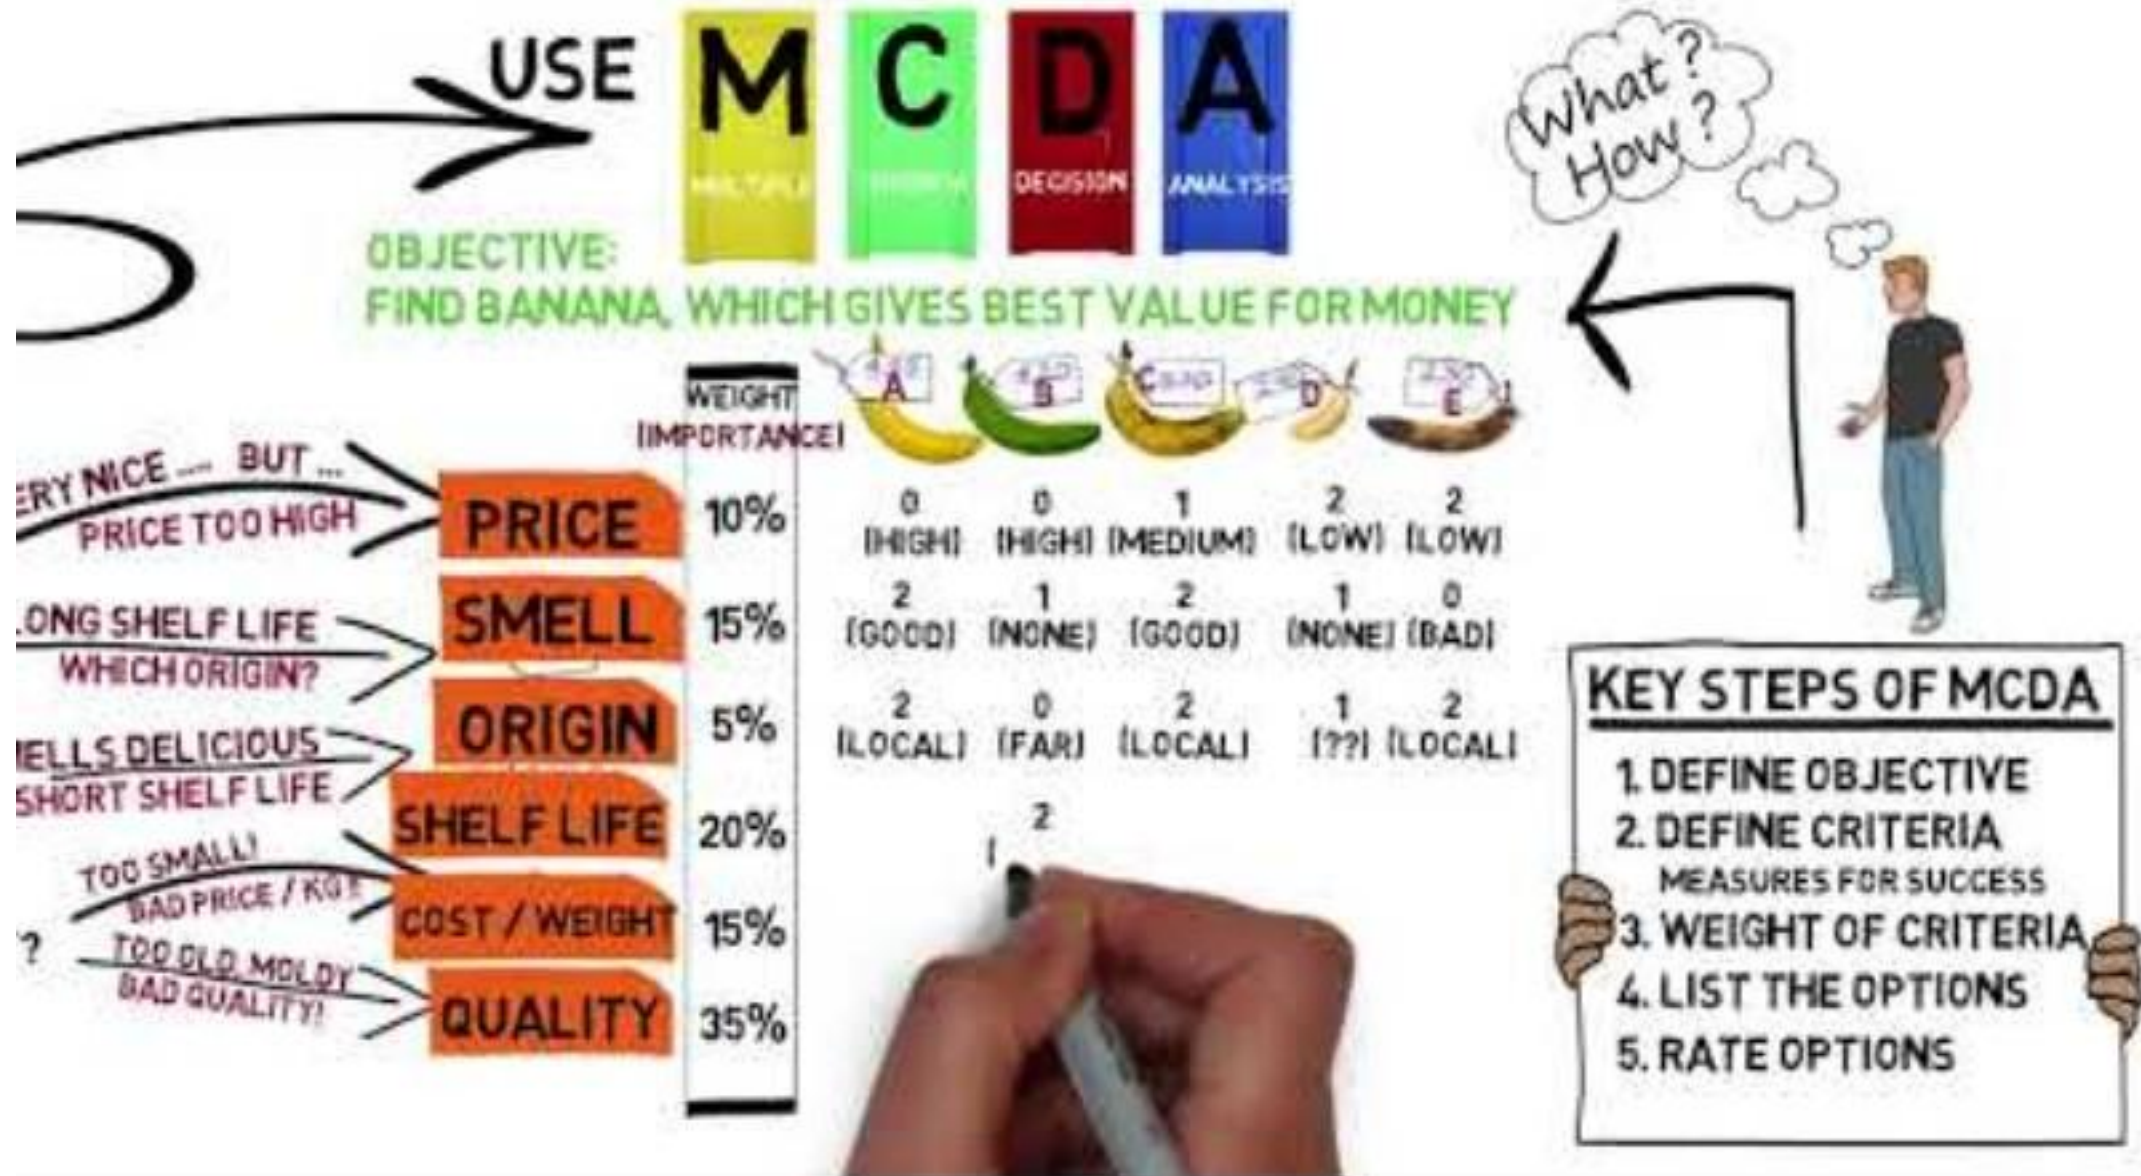 USE M C D A
DECISION ANALYSIS
What?
How?
OBJECTIVE:
FIND BANANA, WHICH GIVES BEST VALUE FOR MONEY
A B C D E
WEIGHT
(IMPORTANCE)
ERY NICE .... BUT ...
PRICE TOO HIGH
PRICE 10% 0 0 1 2 2
(HIGH) (HIGH) (MEDIUM) (LOW) (LOW)
ONG SHELF LIFE
WHICH ORIGIN?
SMELL 15% 2 1 2 1 0
(GOOD) (NONE) (GOOD) (NONE) (BAD)
ELLS DELICIOUS
SHORT SHELF LIFE
ORIGIN 5% 2 0 2 1 2
(LOCAL) (FAR) (LOCAL) (??) (LOCAL)
SHELF LIFE 20% 2
(
TOO SMALL!
BAD PRICE / KG!!
COST / WEIGHT 15%
?
TOO OLD, MOLDY
BAD QUALITY!
QUALITY 35%
KEY STEPS OF MCDA
1. DEFINE OBJECTIVE
2. DEFINE CRITERIA
MEASURES FOR SUCCESS
3. WEIGHT OF CRITERIA
4. LIST THE OPTIONS
5. RATE OPTIONS